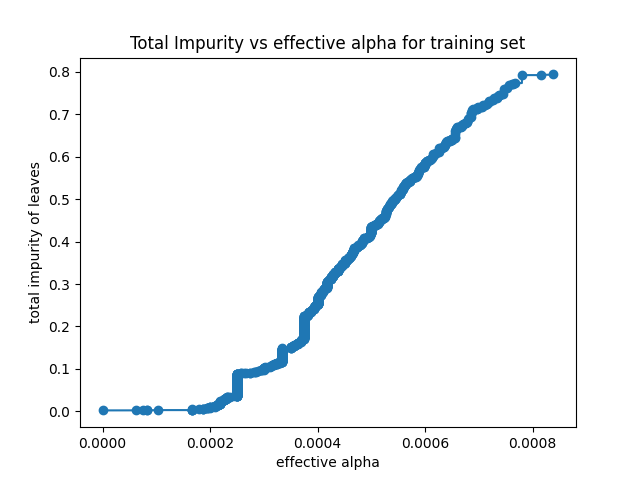 Total Impurity vs effective alpha for training set
total impurity of leaves
0.8
0.7
0.6
0.5
0.4
0.3
0.2
0.1
0.0
0.0000 0.0002 0.0004 0.0006 0.0008
effective alpha